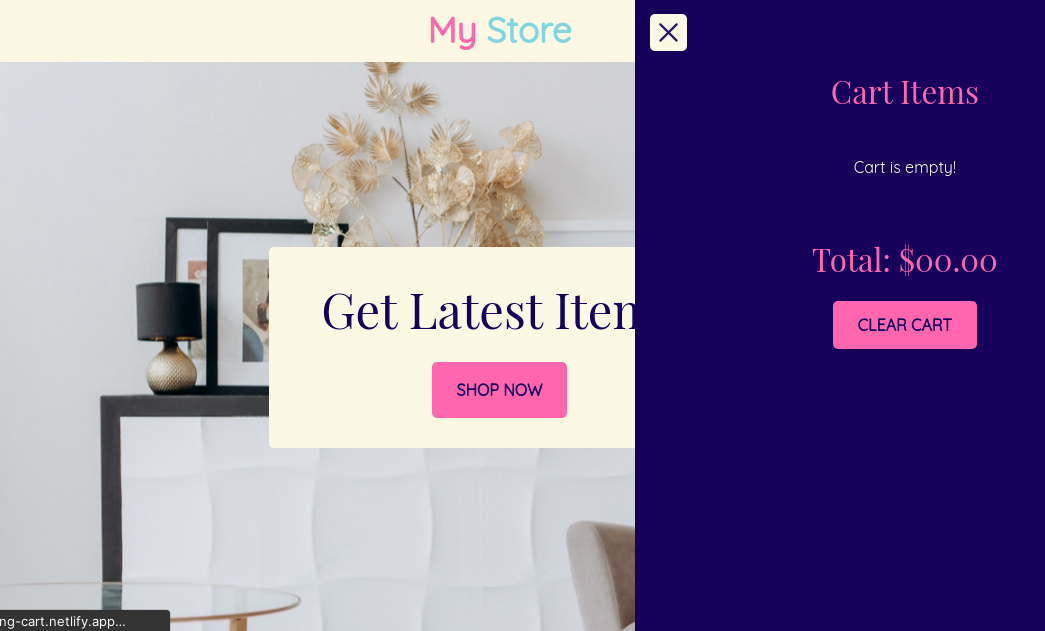 My Store
Cart Items
Cart is empty!
Total: $00.00
CLEAR CART
Get Latest Item
SHOP NOW
ng-cart.netlify.app...